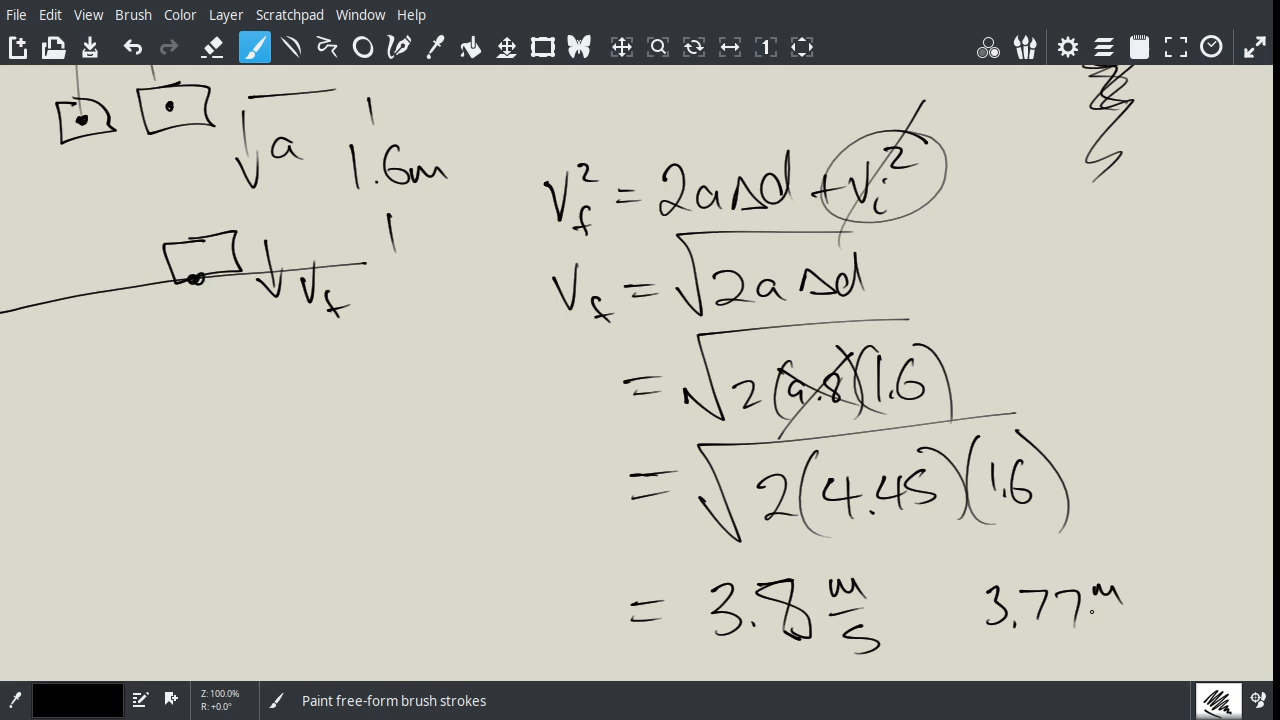 File Edit View Brush Color Layer Scratchpad Window Help
1
a
1.6m
Vf² = 2aΔd + Vi²
Vf
Vf = √2aΔd
= √2(9.8)(1.6)
= √2(4.45)(1.6)
= 3.8 m/s 3.77 m
Z: 100.0%
R: +0.0°
Paint free-form brush strokes